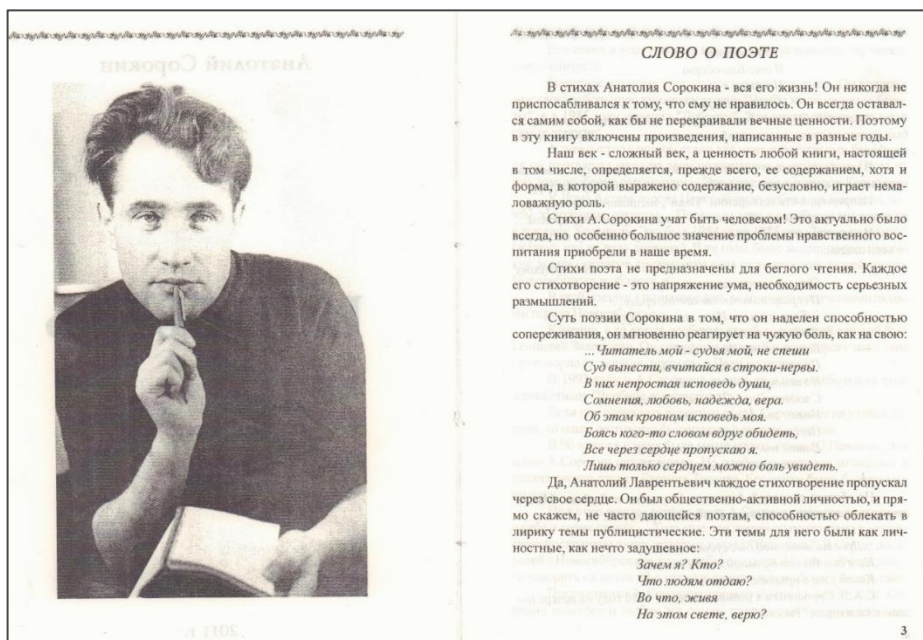 СЛОВО О ПОЭТЕ
В стихах Анатолия Сорокина - вся его жизнь! Он никогда не
приспосабливался к тому, что ему не нравилось. Он всегда оставал-
ся самим собой, как бы не перекраивали вечные ценности. Поэтому
в эту книгу включены произведения, написанные в разные годы.
Наш век - сложный век, а ценность любой книги, настоящей
в том числе, определяется, прежде всего, ее содержанием, хотя и
форма, в которой выражено содержание, безусловно, играет нема-
ловажную роль.
Стихи А.Сорокина учат быть человеком! Это актуально было
всегда, но особенно большое значение проблема нравственного вос-
питания приобрели в наше время.
Стихи поэта не предназначены для беглого чтения. Каждое
его стихотворение - это напряжение ума, необходимость серьезных
размышлений.
Суть поэзии Сорокина в том, что он наделен способностью
сопереживания, он мгновенно реагирует на чужую боль, как на свою:
...Читатель мой - судья мой, не спеши
Суд вынести, вчитайся в строки-нервы.
В них непростая исповедь души,
Сомнения, любовь, надежда, вера.
Об этом кровном исповедь моя.
Боясь кого-то словом вдруг обидеть,
Все через сердце пропускаю я.
Лишь только сердцем можно боль увидеть.
Да, Анатолий Лаврентьевич каждое стихотворение пропускал
через свое сердце. Он был общественно-активной личностью, и пря-
мо скажем, не часто дающейся поэтам, способностью облекать в
лирику темы публицистические. Эти темы для него были как лич-
ностные, как нечто задушевное:
Зачем я? Кто?
Что людям отдаю?
Во что, живя
На этом свете, верю?
3